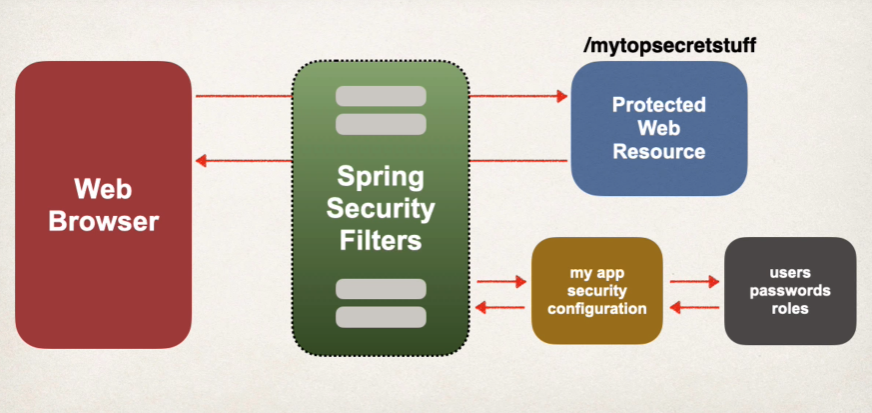 /mytopsecretstuff
Web
Browser
Spring
Security
Filters
Protected
Web
Resource
my app
security
configuration
users
passwords
roles